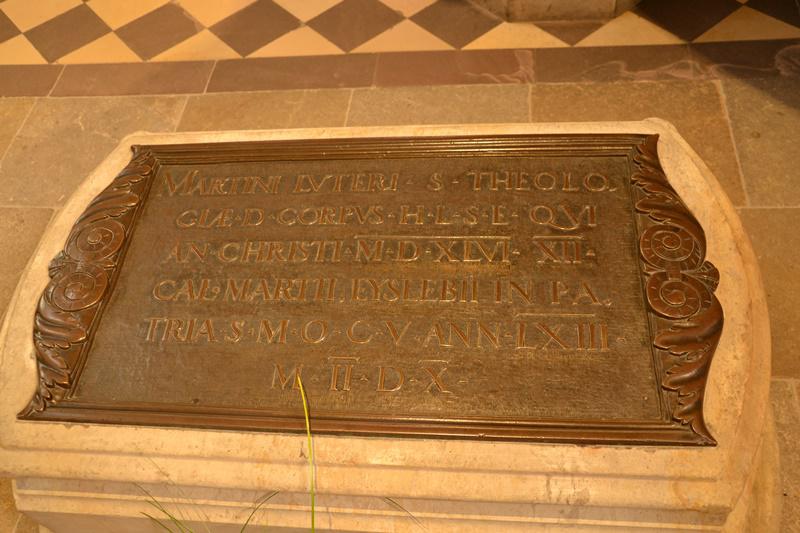 MARTINI LVTERI · S · THEOLO
GIÆ · D · CORPVS · H · L · S · E · QVI
AN · CHRISTI · M · D · XLVI · XII ·
CAL · MARTII · EYSLEBII IN PA
TRIA · S · M · O · C · V · ANN · LXIII ·
M · II · D · X ·